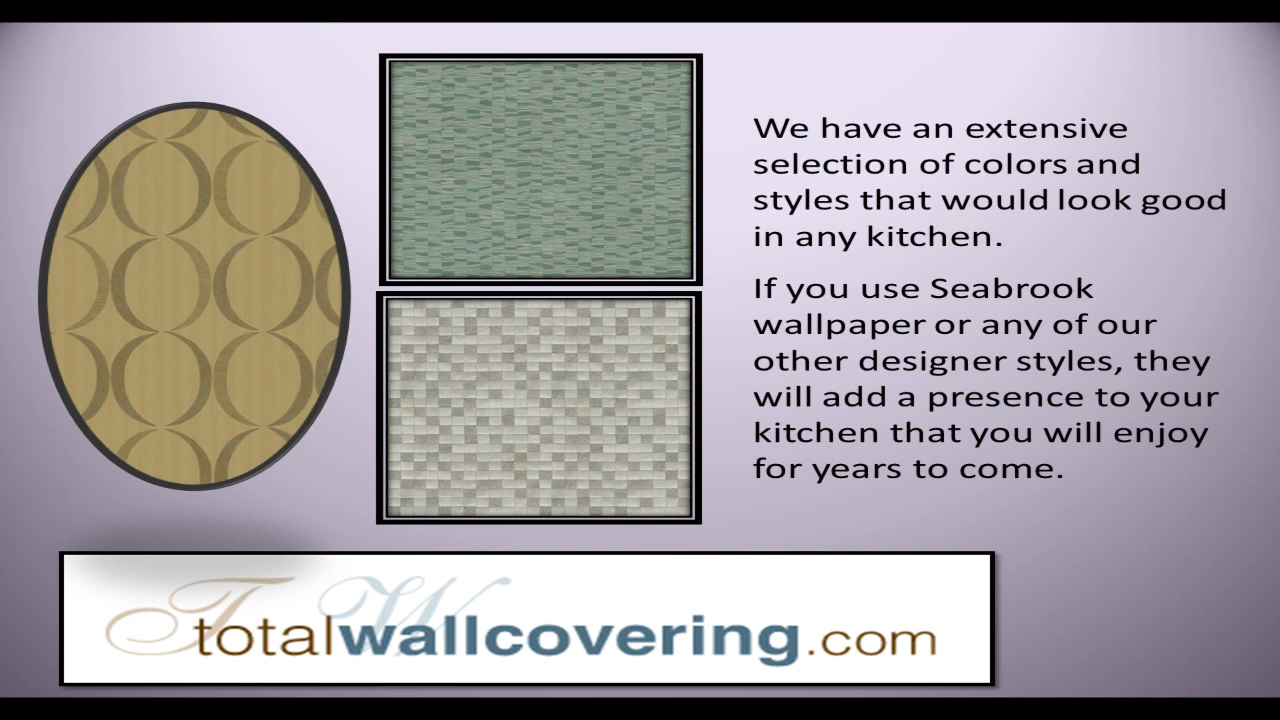 We have an extensive
selection of colors and
styles that would look good
in any kitchen.
If you use Seabrook
wallpaper or any of our
other designer styles, they
will add a presence to your
kitchen that you will enjoy
for years to come.
T W
totalwallcovering.com